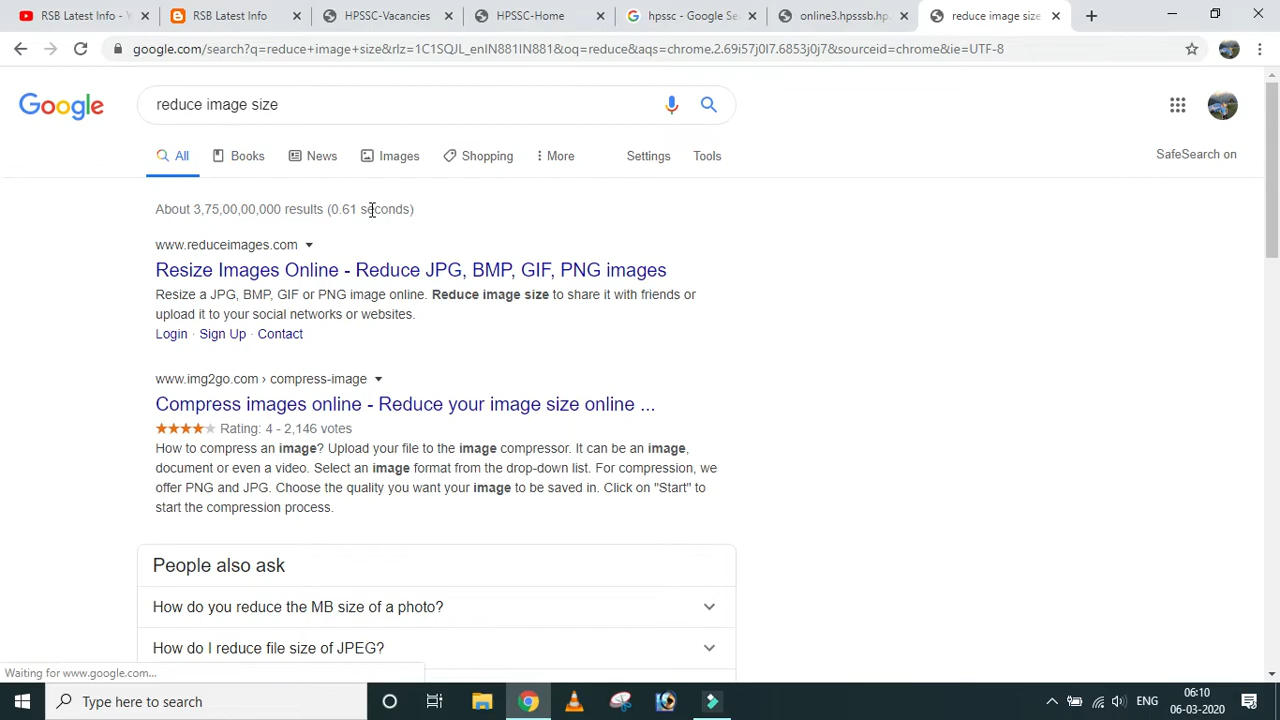 RSB Latest Info - Y
RSB Latest Info
HPSSC-Vacancies
HPSSC-Home
hpssc - Google Se
online3.hpsssb.hp.
reduce image size
google.com/search?q=reduce+image+size&rlz=1C1SQJL_enIN881IN881&oq=reduce&aqs=chrome.2.69i57j0l7.6853j0j7&sourceid=chrome&ie=UTF-8
Google
reduce image size
All
Books
News
Images
Shopping
More
Settings
Tools
SafeSearch on
About 3,75,00,00,000 results (0.61 seconds)
www.reduceimages.com
Resize Images Online - Reduce JPG, BMP, GIF, PNG images
Resize a JPG, BMP, GIF or PNG image online. Reduce image size to share it with friends or
upload it to your social networks or websites.
Login · Sign Up · Contact
www.img2go.com › compress-image
Compress images online - Reduce your image size online ...
Rating: 4 - 2,146 votes
How to compress an image? Upload your file to the image compressor. It can be an image,
document or even a video. Select an image format from the drop-down list. For compression, we
offer PNG and JPG. Choose the quality you want your image to be saved in. Click on "Start" to
start the compression process.
People also ask
How do you reduce the MB size of a photo?
How do I reduce file size of JPEG?
Waiting for www.google.com...
Type here to search
ENG
06:10
06-03-2020